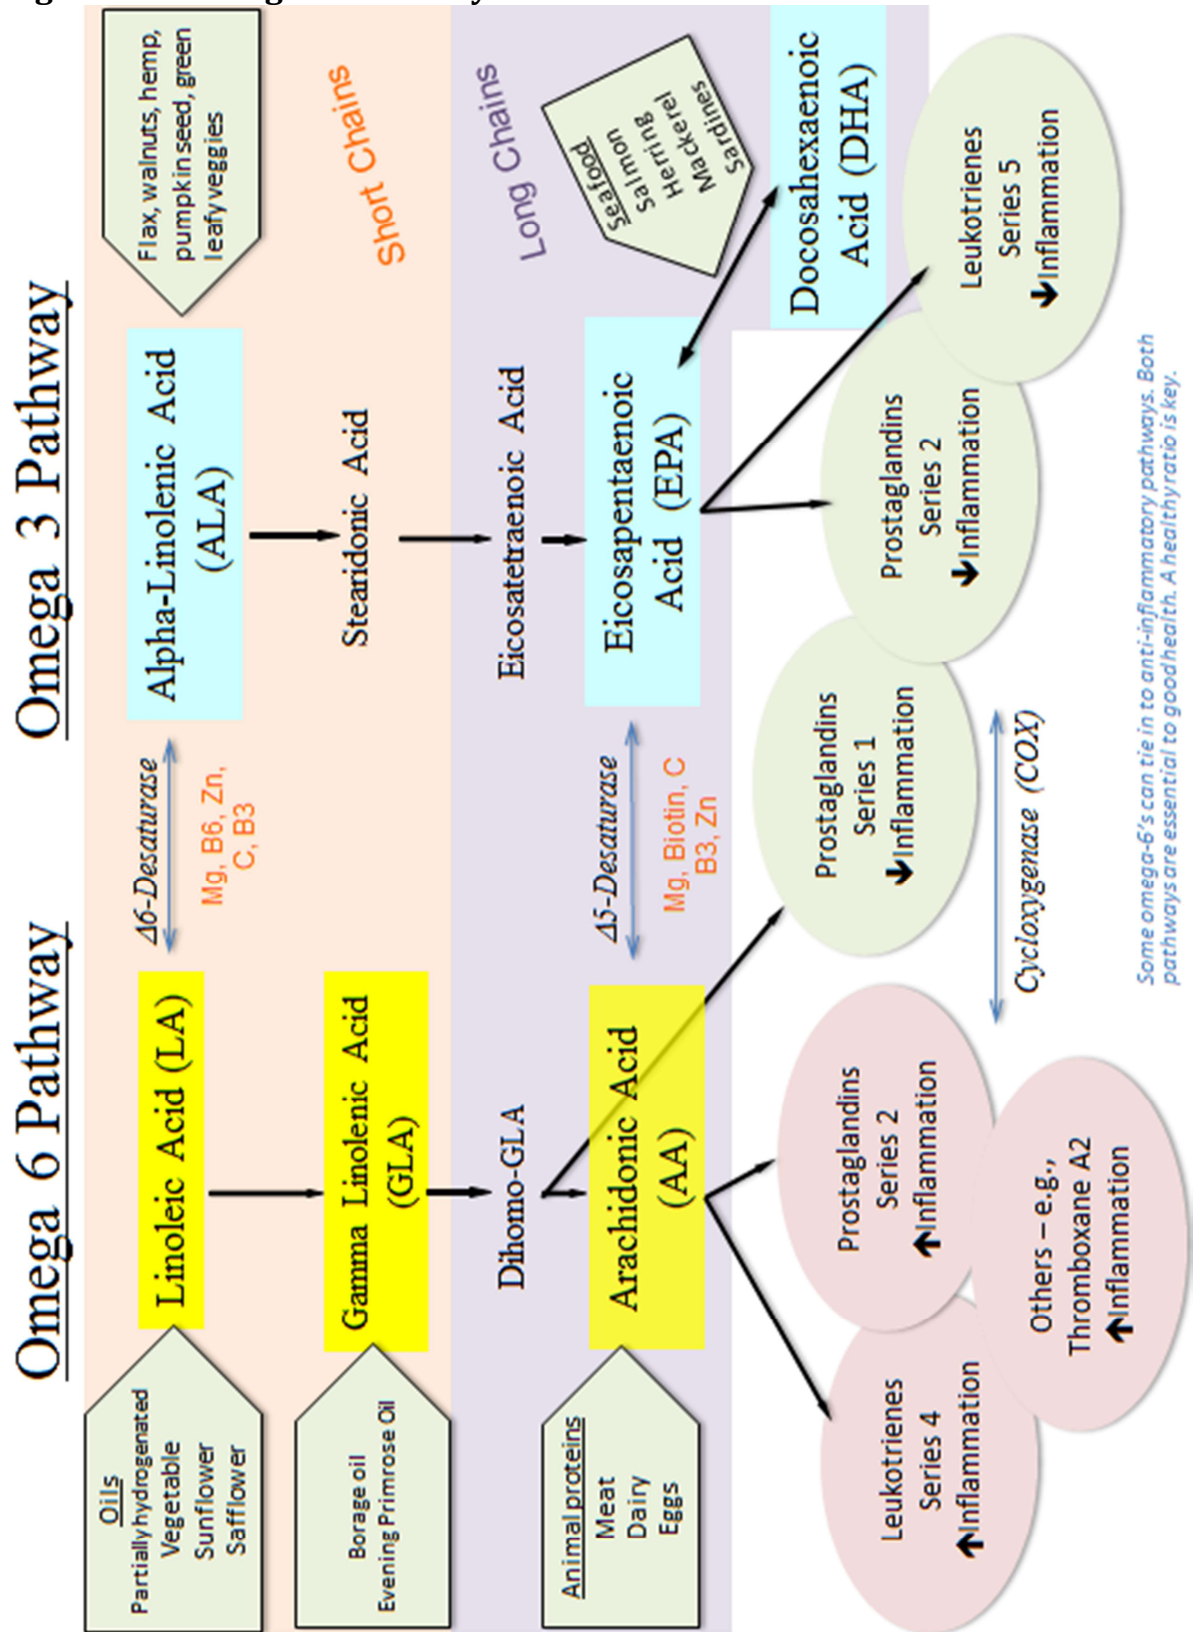 Omega 6 Pathway
Omega 3 Pathway
Oils
Partially hydrogenated
Vegetable
Sunflower
Safflower
Linoleic Acid (LA)
Δ6-Desaturase
Mg, B6, Zn,
C, B3
Alpha-Linolenic Acid
(ALA)
Flax, walnuts, hemp,
pumpkin seed, green
leafy veggies
Borage oil
Evening Primrose Oil
Gamma Linolenic Acid
(GLA)
Stearidonic Acid
Short Chains
Dihomo-GLA
Eicosatetraenoic Acid
Long Chains
Animal proteins
Meat
Dairy
Eggs
Arachidonic Acid
(AA)
Δ5-Desaturase
Mg, Biotin, C
B3, Zn
Eicosapentaenoic
Acid (EPA)
Seafood
Salmon
Herring
Mackerel
Sardines
Docosahexaenoic
Acid (DHA)
Leukotrienes
Series 4
🡹Inflammation
Prostaglandins
Series 2
🡹Inflammation
Others – e.g.,
Thromboxane A2
🡹Inflammation
Prostaglandins
Series 1
🡻Inflammation
Prostaglandins
Series 2
🡻Inflammation
Leukotrienes
Series 5
🡻Inflammation
Cyclooxygenase (COX)
Some omega-6's can tie in to anti-inflammatory pathways. Both
pathways are essential to good health. A healthy ratio is key.